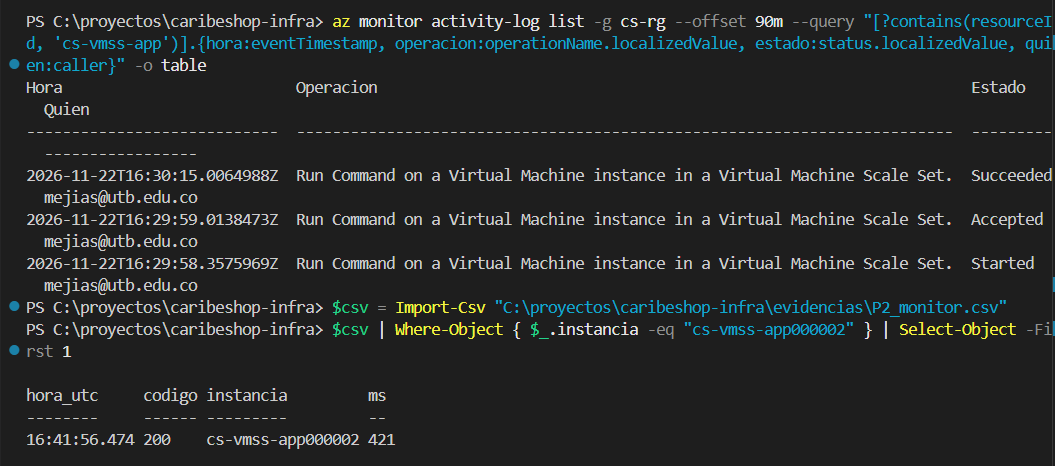 PS C:\proyectos\caribeshop-infra> az monitor activity-log list -g cs-rg --offset 90m --query "[?contains(resourceI
d, 'cs-vmss-app')].{hora:eventTimestamp, operacion:operationName.localizedValue, estado:status.localizedValue, qui
en:caller}" -o table
Hora Operacion Estado
Quien
---------------------------- ------------------------------------------------------------------- ---------
-----------------
2026-11-22T16:30:15.0064988Z Run Command on a Virtual Machine instance in a Virtual Machine Scale Set. Succeeded
mejias@utb.edu.co
2026-11-22T16:29:59.0138473Z Run Command on a Virtual Machine instance in a Virtual Machine Scale Set. Accepted
mejias@utb.edu.co
2026-11-22T16:29:58.3575969Z Run Command on a Virtual Machine instance in a Virtual Machine Scale Set. Started
mejias@utb.edu.co
PS C:\proyectos\caribeshop-infra> $csv = Import-Csv "C:\proyectos\caribeshop-infra\evidencias\P2_monitor.csv"
PS C:\proyectos\caribeshop-infra> $csv | Where-Object { $_.instancia -eq "cs-vmss-app000002" } | Select-Object -Fi
rst 1
hora_utc codigo instancia ms
-------- ------ --------- --
16:41:56.474 200 cs-vmss-app000002 421